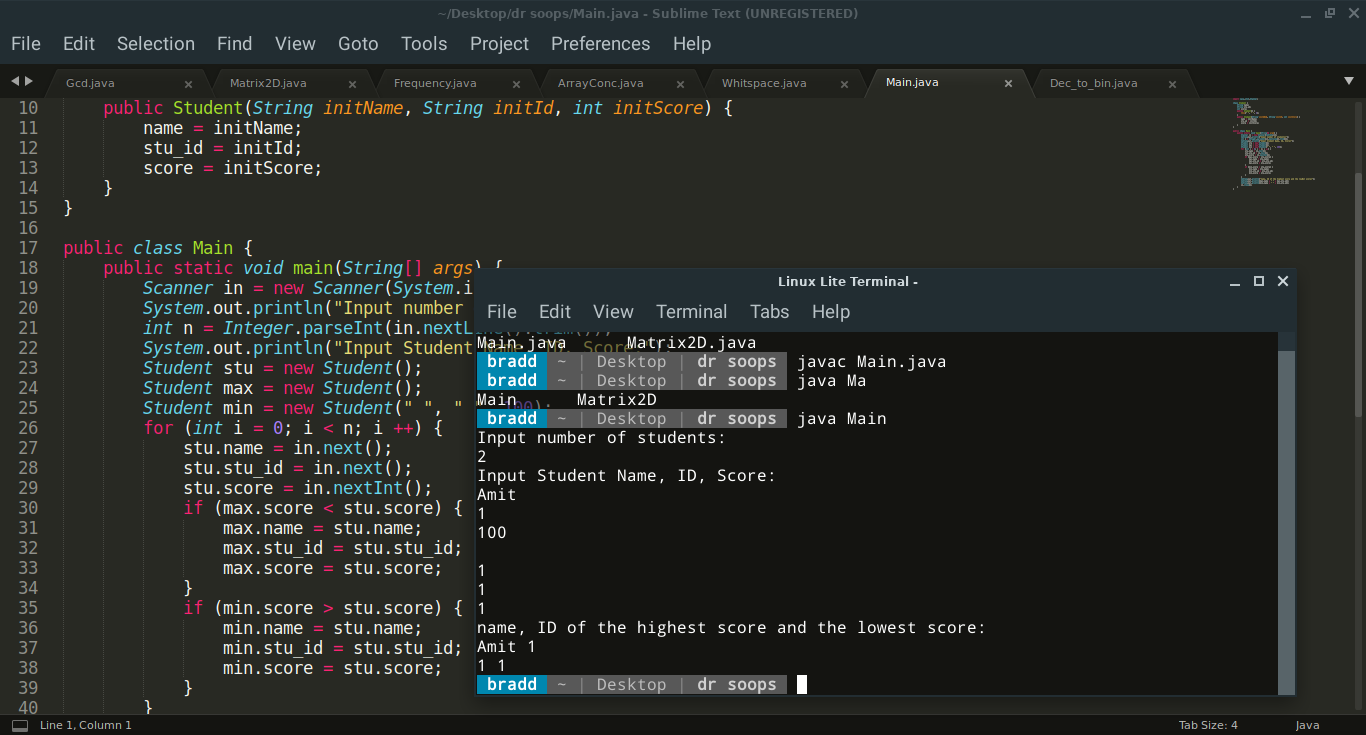 ~/Desktop/dr soops/Main.java - Sublime Text (UNREGISTERED)
File Edit Selection Find View Goto Tools Project Preferences Help
Gcd.java Matrix2D.java Frequency.java ArrayConc.java Whitspace.java Main.java Dec_to_bin.java
10 public Student(String initName, String initId, int initScore) {
11 name = initName;
12 stu_id = initId;
13 score = initScore;
14 }
15 }
16
17 public class Main {
18 public static void main(String[] args) {
19 Scanner in = new Scanner(System.i
20 System.out.println("Input number
21 int n = Integer.parseInt(in.nextLine().trim());
22 System.out.println("Input Student Name, ID, Score:");
23 Student stu = new Student();
24 Student max = new Student();
25 Student min = new Student(" ", " ", 100);
26 for (int i = 0; i < n; i ++) {
27 stu.name = in.next();
28 stu.stu_id = in.next();
29 stu.score = in.nextInt();
30 if (max.score < stu.score) {
31 max.name = stu.name;
32 max.stu_id = stu.stu_id;
33 max.score = stu.score;
34 }
35 if (min.score > stu.score) {
36 min.name = stu.name;
37 min.stu_id = stu.stu_id;
38 min.score = stu.score;
39 }
40 }
Linux Lite Terminal -
File Edit View Terminal Tabs Help
Main.java Matrix2D.java
bradd ~ | Desktop | dr soops javac Main.java
bradd ~ | Desktop | dr soops java Ma
Main Matrix2D
bradd ~ | Desktop | dr soops java Main
Input number of students:
2
Input Student Name, ID, Score:
Amit
1
100
1
1
1
name, ID of the highest score and the lowest score:
Amit 1
1 1
bradd ~ | Desktop | dr soops
Line 1, Column 1 Tab Size: 4 Java